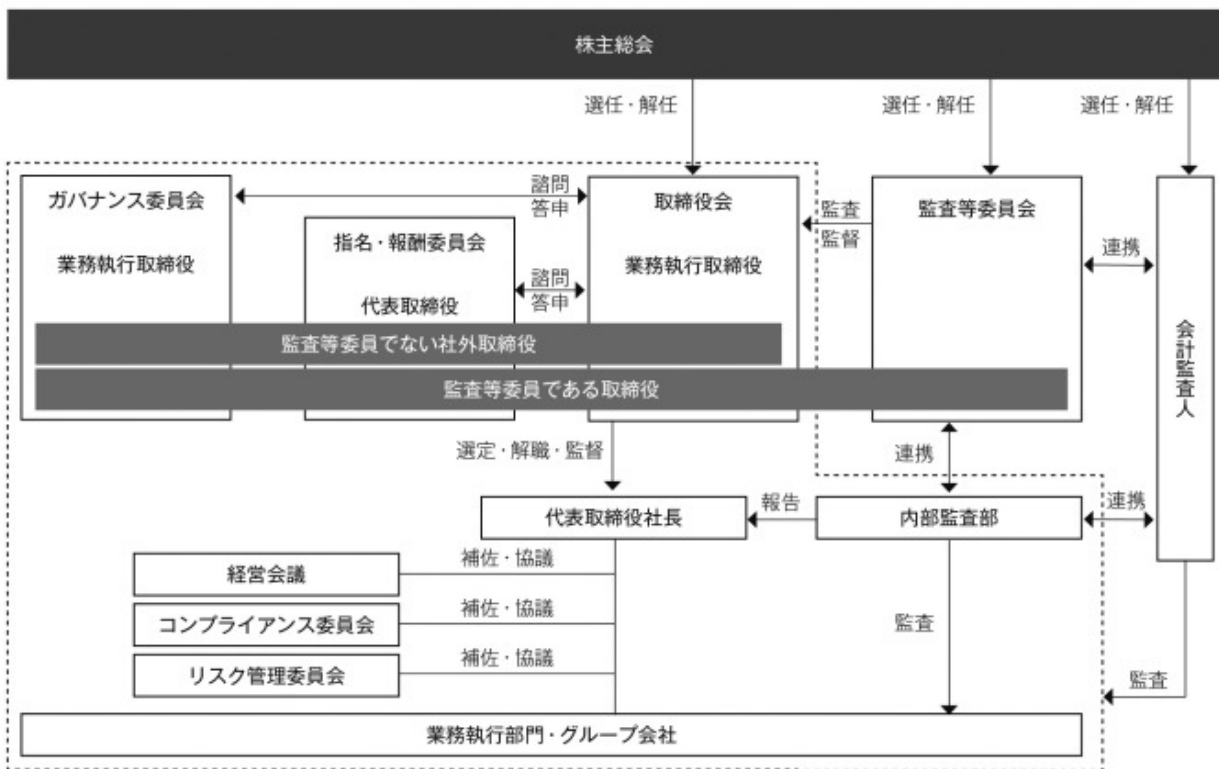 株主総会
選任・解任
選任・解任
選任・解任
ガバナンス委員会
業務執行取締役
諮問
答申
指名・報酬委員会
代表取締役
諮問
答申
取締役会
業務執行取締役
監査
監督
監査等委員会
連携
会計監査人
監査等委員でない社外取締役
監査等委員である取締役
選定・解職・監督
連携
代表取締役社長
報告
内部監査部
連携
経営会議
補佐・協議
コンプライアンス委員会
補佐・協議
リスク管理委員会
補佐・協議
監査
監査
業務執行部門・グループ会社